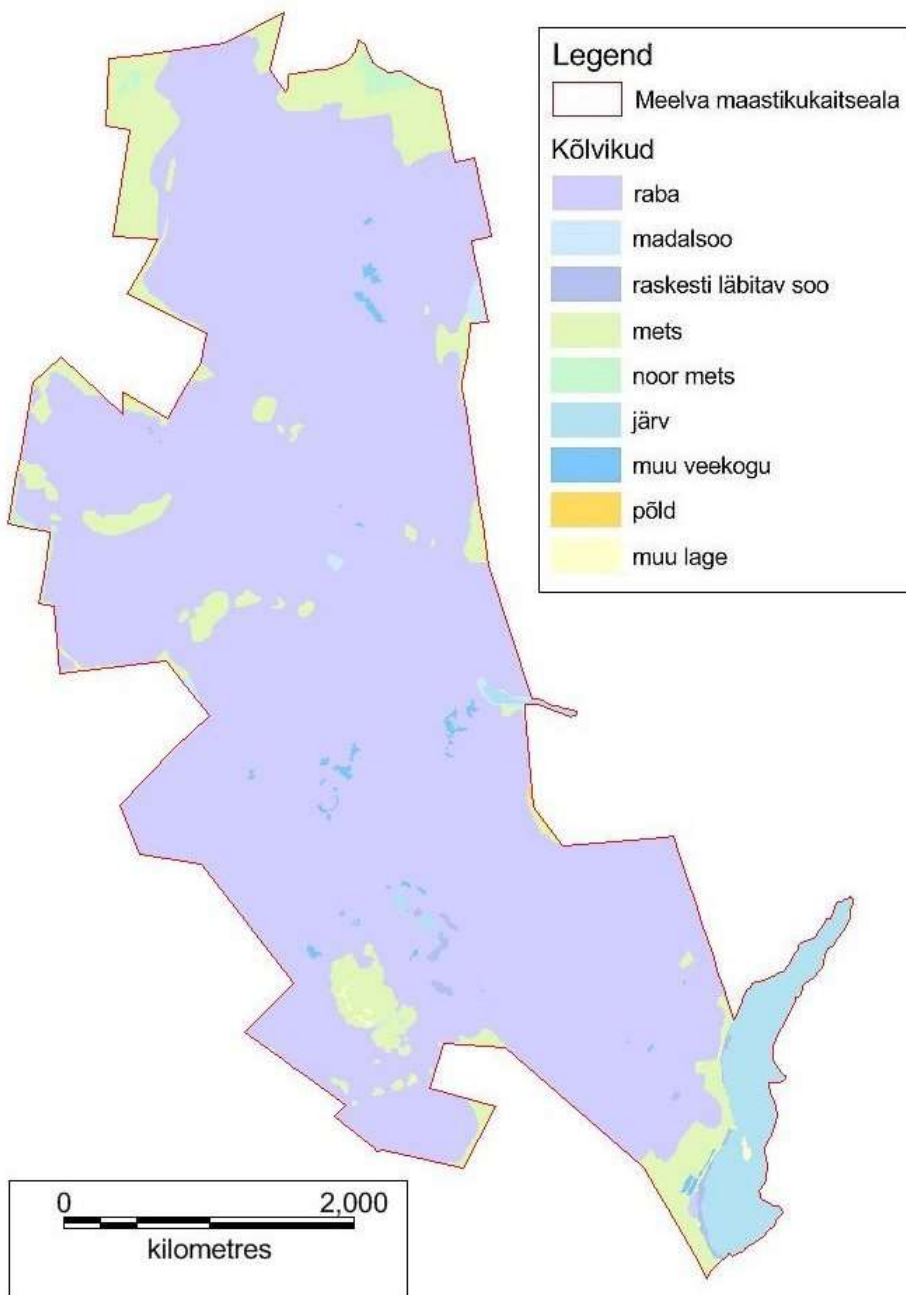 Legend
Meelva maastikukaitseala
Kõlvikud
raba
madalsoo
raskesti läbitav soo
mets
noor mets
järv
muu veekogu
põld
muu lage
0 2,000
kilometres